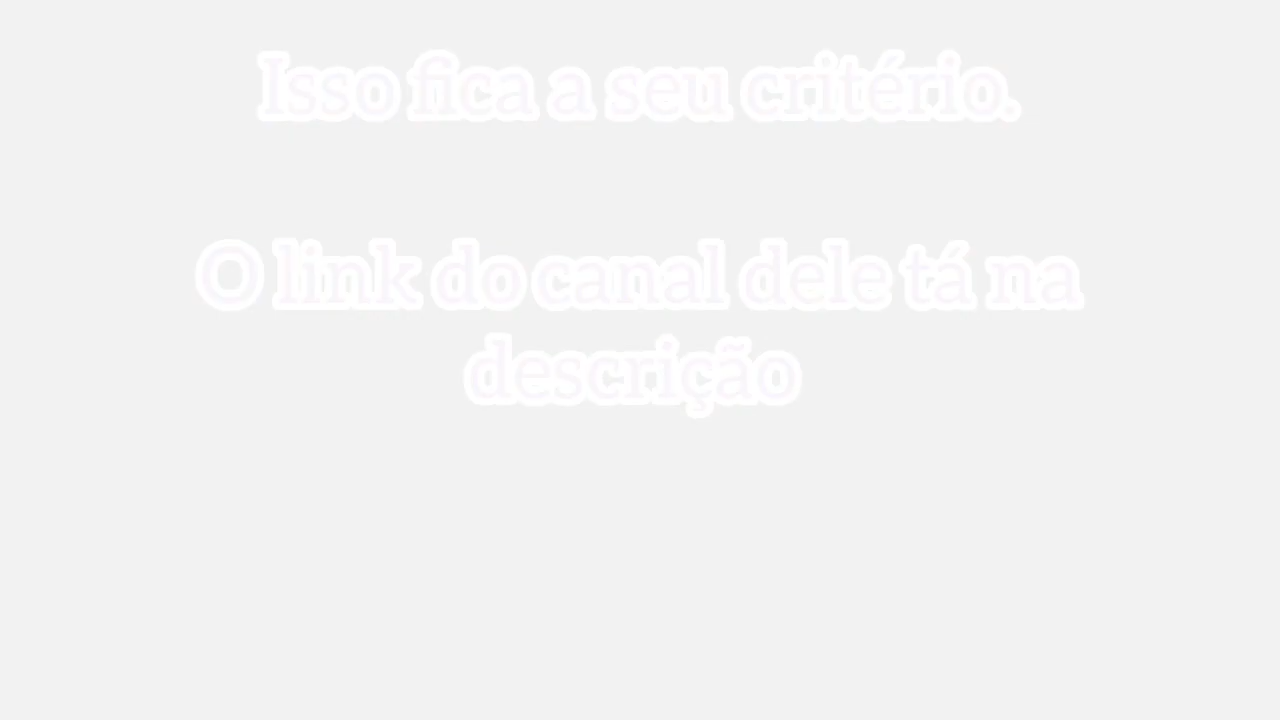 Isso fica a seu critério.
O link do canal dele tá na
descrição